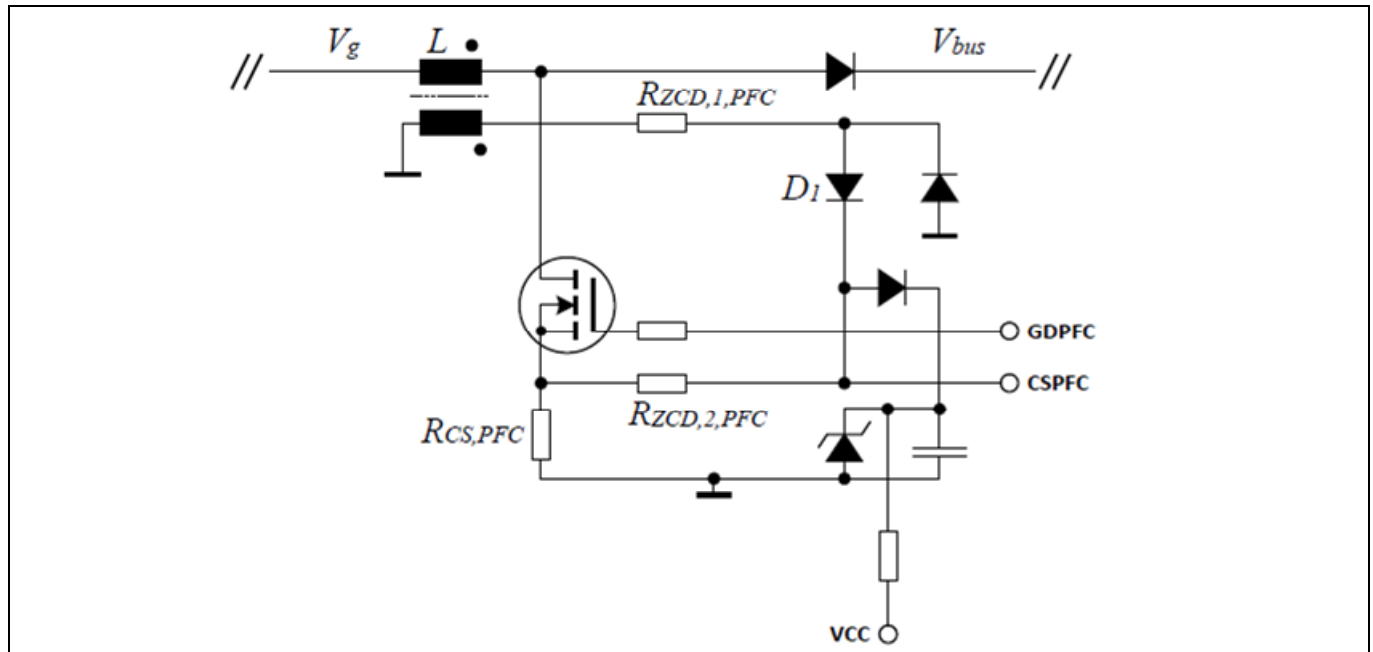 Vg L Vbus
RZCD,1,PFC
D1
GDPFC
CSPFC
RZCD,2,PFC
RCS,PFC
VCC